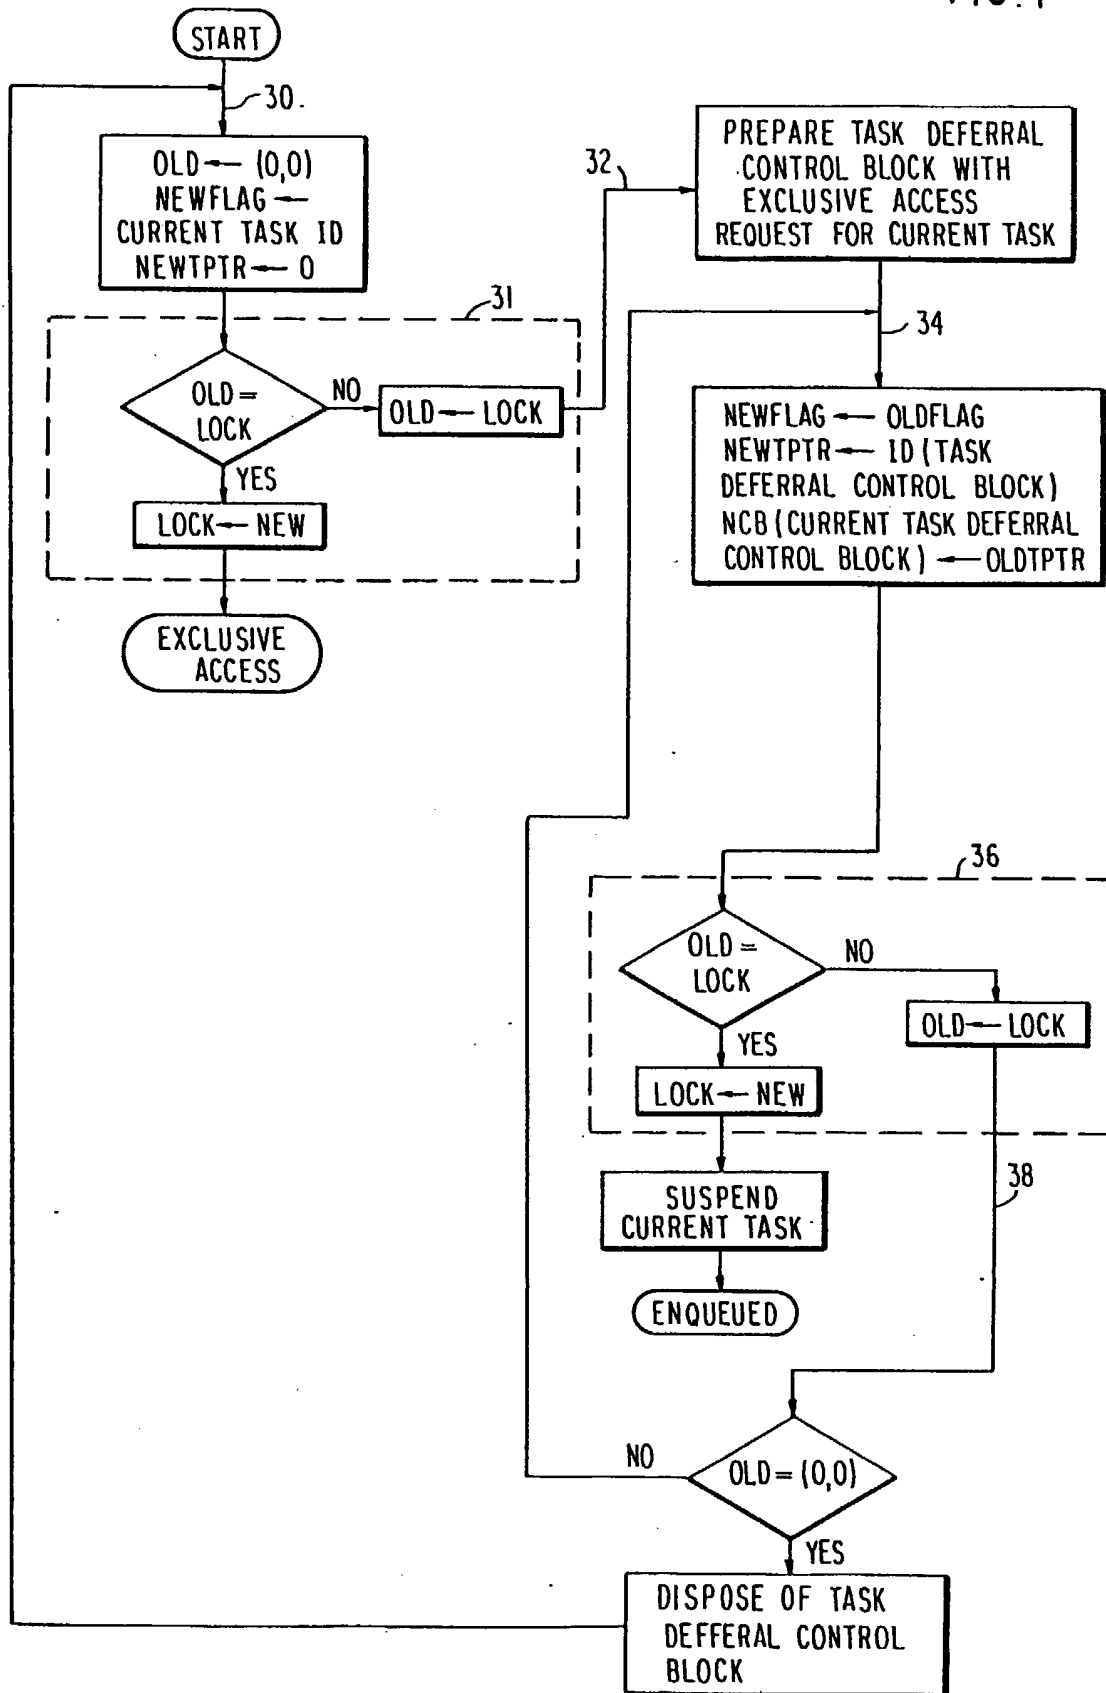 START
30.
OLD ← (0,0)
NEWFLAG ←
CURRENT TASK ID
NEWTPTR ← 0
31
OLD =
LOCK
NO
OLD ← LOCK
YES
LOCK ← NEW
EXCLUSIVE
ACCESS
32
PREPARE TASK DEFERRAL
CONTROL BLOCK WITH
EXCLUSIVE ACCESS
REQUEST FOR CURRENT TASK
34
NEWFLAG ← OLDFLAG
NEWTPTR ← ID (TASK
DEFERRAL CONTROL BLOCK)
NCB (CURRENT TASK DEFERRAL
CONTROL BLOCK) ← OLDTPTR
36
OLD =
LOCK
NO
OLD ← LOCK
YES
LOCK ← NEW
38
SUSPEND
CURRENT TASK
ENQUEUED
OLD = (0,0)
NO
YES
DISPOSE OF TASK
DEFFERAL CONTROL
BLOCK